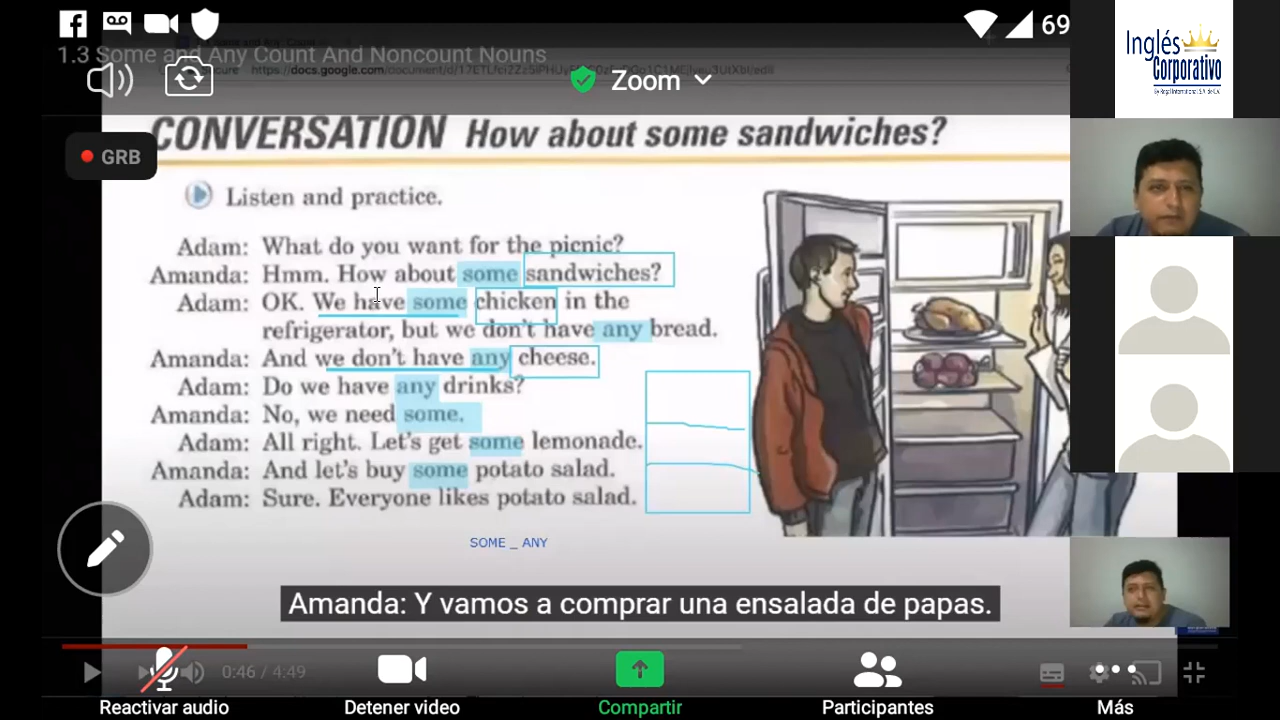 69
1.3 Some and Any Count And Noncount Nouns
Zoom
GRB
Inglés
Corporativo
CONVERSATION How about some sandwiches?
Listen and practice.
Adam: What do you want for the picnic?
Amanda: Hmm. How about some sandwiches?
Adam: OK. We have some chicken in the
refrigerator, but we don't have any bread.
Amanda: And we don't have any cheese.
Adam: Do we have any drinks?
Amanda: No, we need some.
Adam: All right. Let's get some lemonade.
Amanda: And let's buy some potato salad.
Adam: Sure. Everyone likes potato salad.
SOME _ ANY
Amanda: Y vamos a comprar una ensalada de papas.
0:46 / 4:49
Reactivar audio
Detener video
Compartir
Participantes
Más